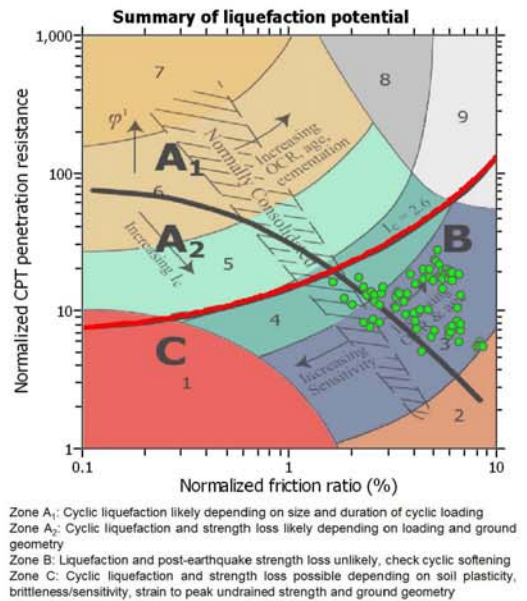 Summary of liquefaction potential
1,000
100
10
1
Normalized CPT penetration resistance
7
8
9
φ'
A1
Normally Consolidated
Increasing
OCR, age,
cementation
6
A2
Increasing Ic
5
Ic = 2.6
B
4
C
1
Increasing
Sensitivity
3
2
0.1
1
10
Normalized friction ratio (%)
Zone A1: Cyclic liquefaction likely depending on size and duration of cyclic loading
Zone A2: Cyclic liquefaction and strength loss likely depending on loading and ground
geometry
Zone B: Liquefaction and post-earthquake strength loss unlikely, check cyclic softening
Zone C: Cyclic liquefaction and strength loss possible depending on soil plasticity,
brittleness/sensitivity, strain to peak undrained strength and ground geometry